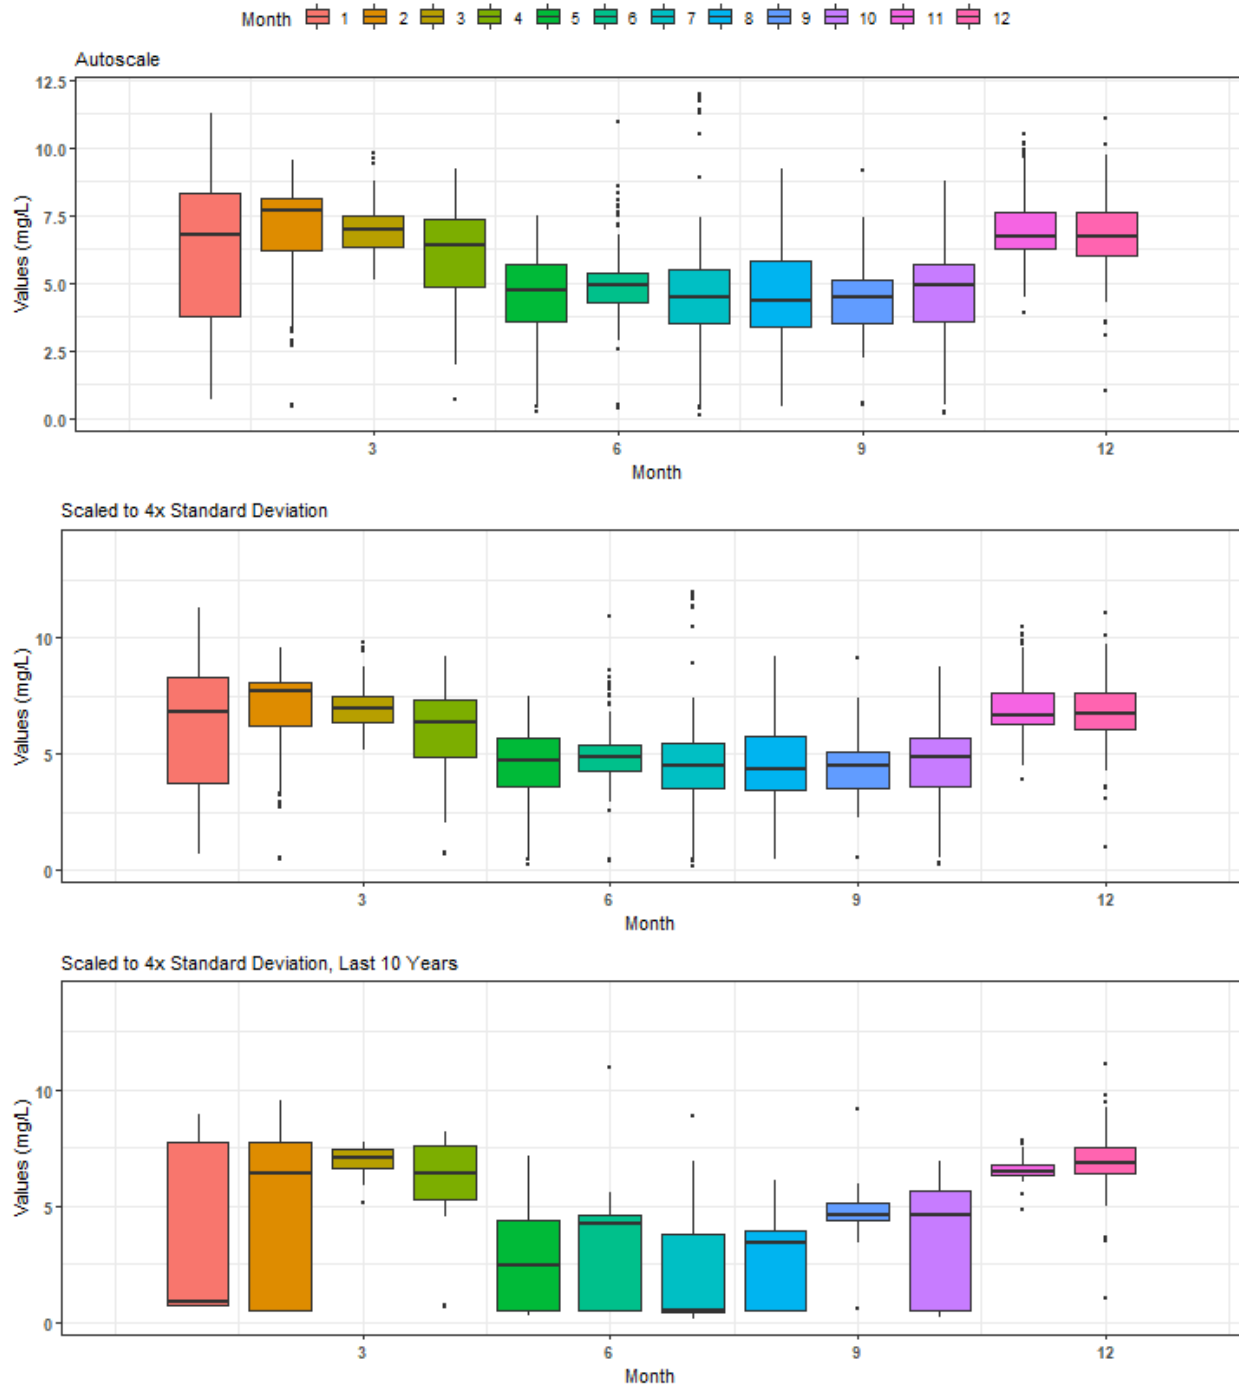 Month 1 2 3 4 5 6 7 8 9 10 11 12
Autoscale
Values (mg/L)
12.5
10.0
7.5
5.0
2.5
0.0
3 6 9 12
Month
Scaled to 4x Standard Deviation
Values (mg/L)
10
5
0
3 6 9 12
Month
Scaled to 4x Standard Deviation, Last 10 Years
Values (mg/L)
10
5
0
3 6 9 12
Month